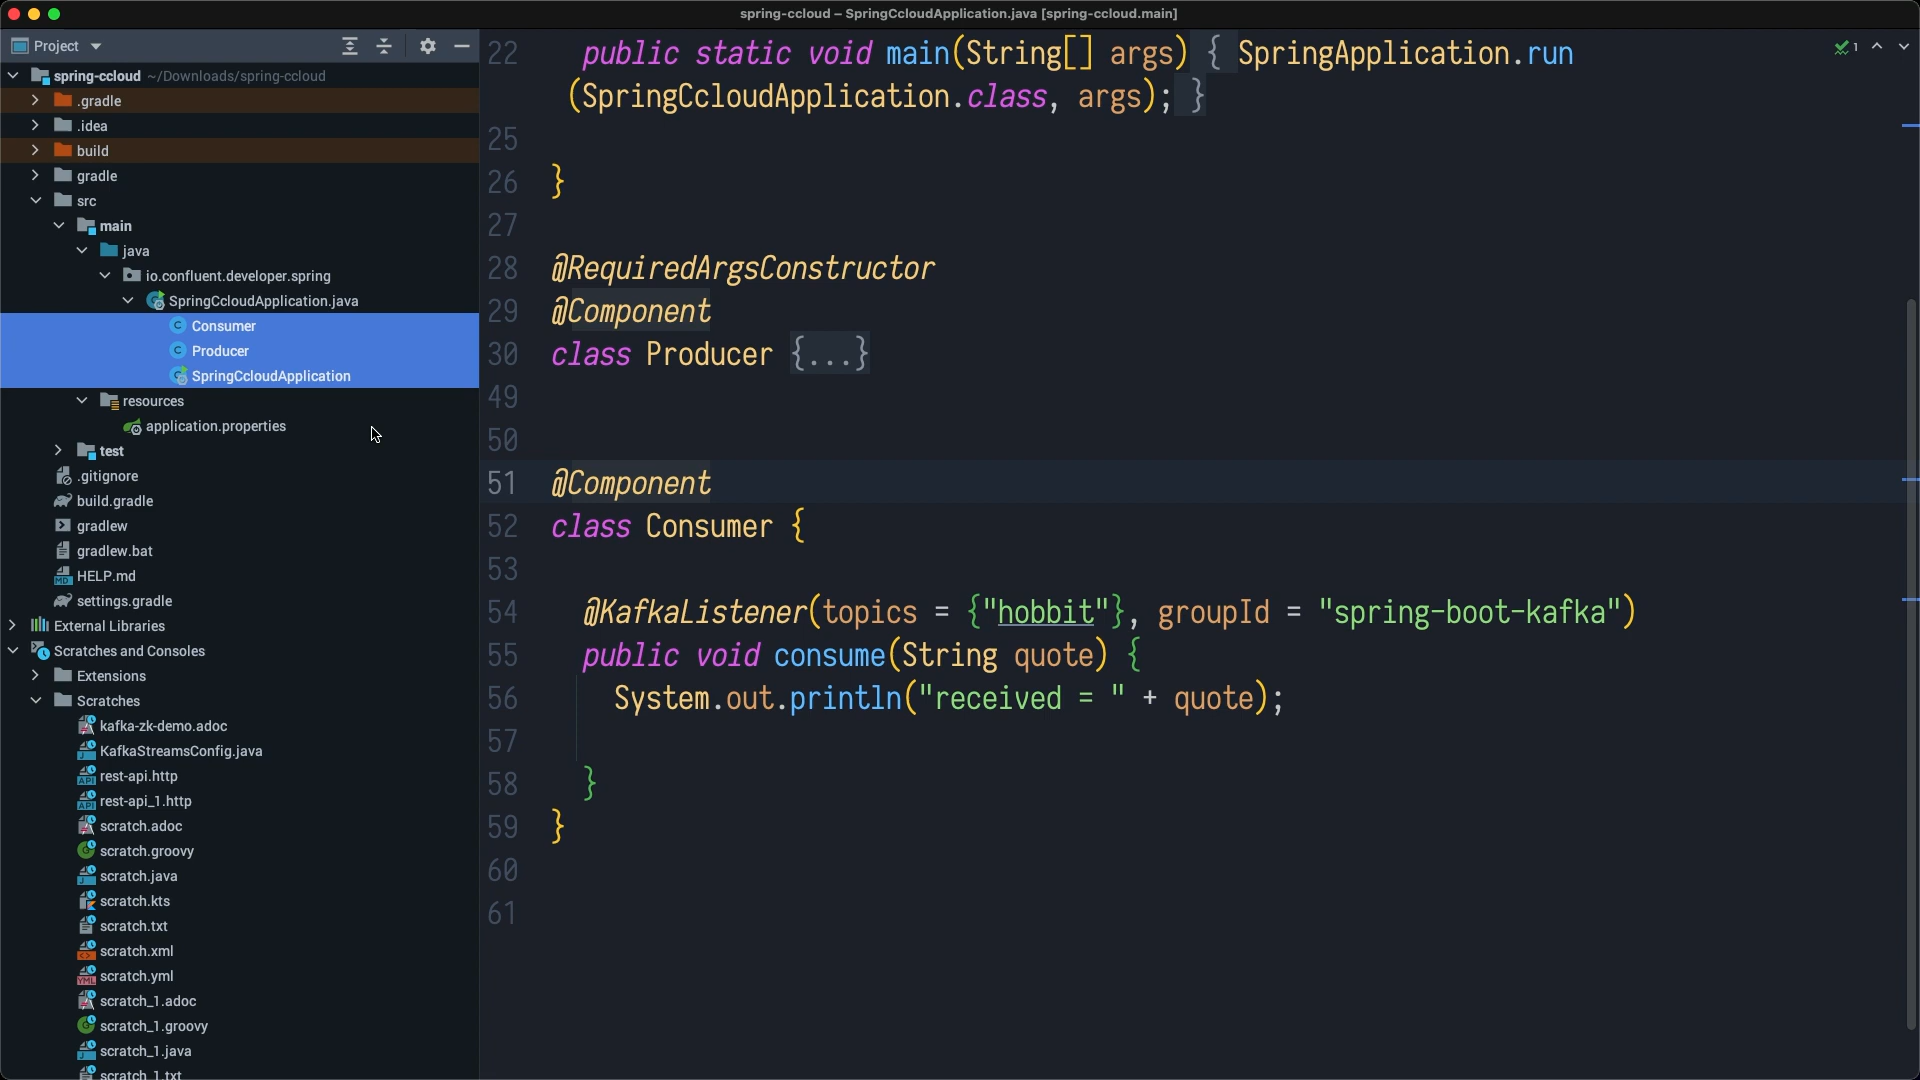 spring-ccloud – SpringCcloudApplication.java [spring-ccloud.main]
Project
spring-ccloud ~/Downloads/spring-ccloud
.gradle
.idea
build
gradle
src
main
java
io.confluent.developer.spring
SpringCcloudApplication.java
Consumer
Producer
SpringCcloudApplication
resources
application.properties
test
.gitignore
build.gradle
gradlew
gradlew.bat
HELP.md
settings.gradle
External Libraries
Scratches and Consoles
Extensions
Scratches
kafka-zk-demo.adoc
KafkaStreamsConfig.java
rest-api.http
rest-api_1.http
scratch.adoc
scratch.groovy
scratch.java
scratch.kts
scratch.txt
scratch.xml
scratch.yml
scratch_1.adoc
scratch_1.groovy
scratch_1.java
scratch_1.txt
1
22 public static void main(String[] args) { SpringApplication.run
(SpringCcloudApplication.class, args); }
25
26 }
27
28 @RequiredArgsConstructor
29 @Component
30 class Producer {...}
49
50
51 @Component
52 class Consumer {
53
54 @KafkaListener(topics = {"hobbit"}, groupId = "spring-boot-kafka")
55 public void consume(String quote) {
56 System.out.println("received = " + quote);
57
58 }
59 }
60
61